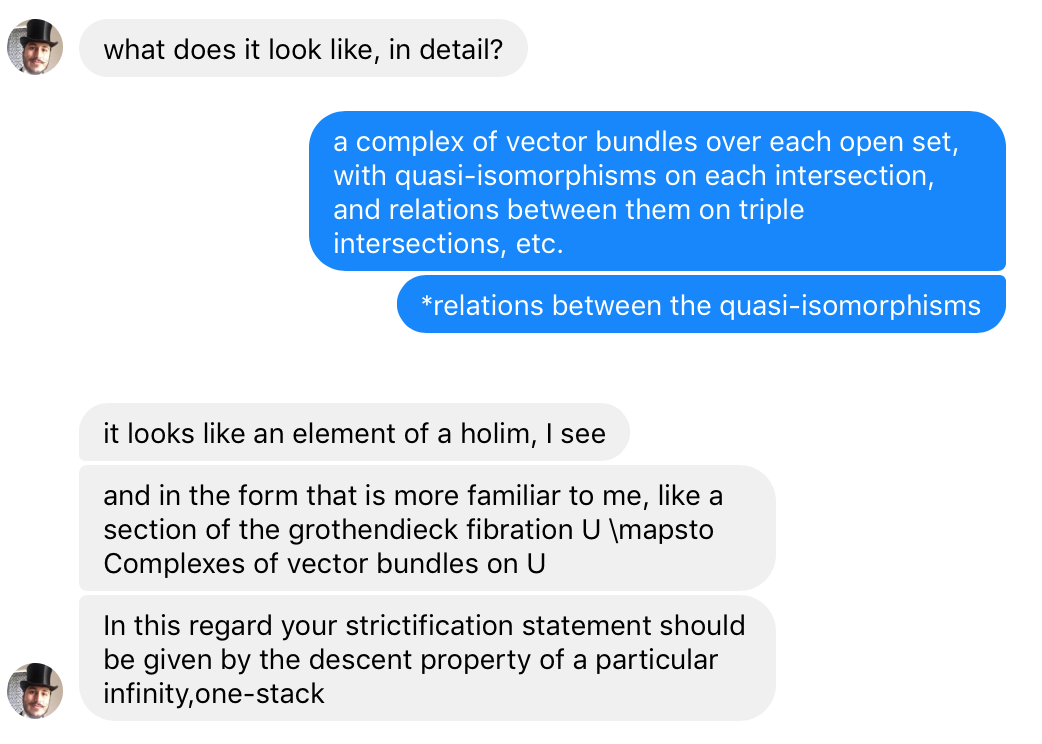 what does it look like, in detail?
a complex of vector bundles over each open set,
with quasi-isomorphisms on each intersection,
and relations between them on triple
intersections, etc.
*relations between the quasi-isomorphisms
it looks like an element of a holim, I see
and in the form that is more familiar to me, like a
section of the grothendieck fibration U \mapsto
Complexes of vector bundles on U
In this regard your strictification statement should
be given by the descent property of a particular
infinity,one-stack